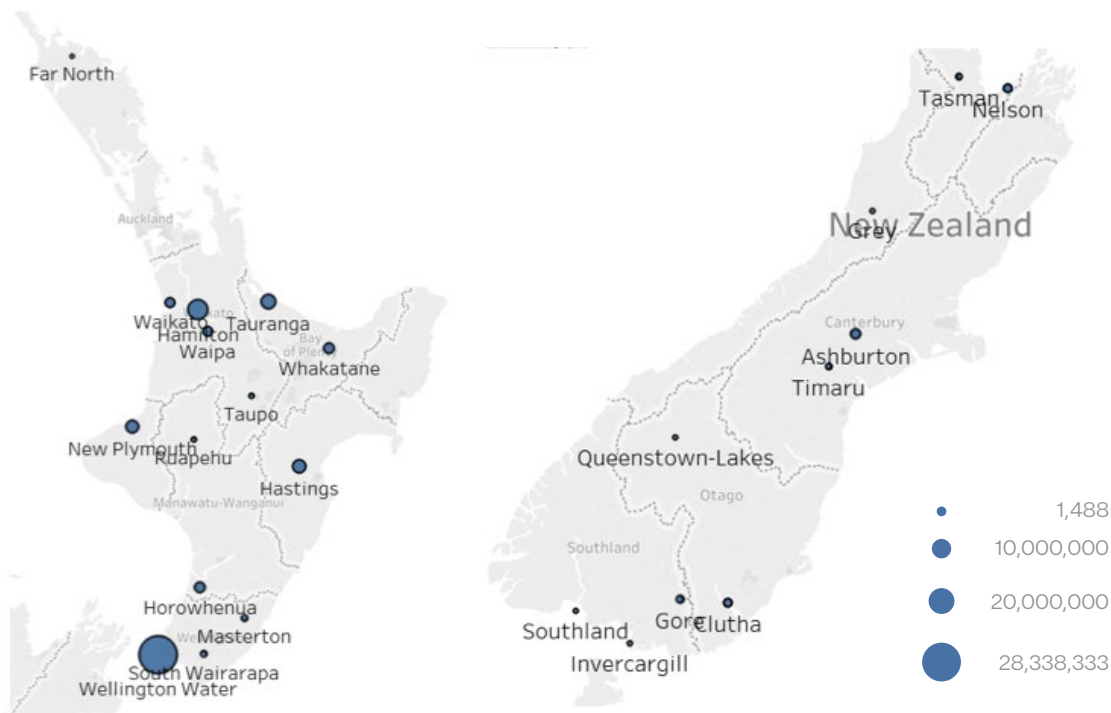 Far North
Auckland
Waikato
Hamilton
Waipa
Tauranga
Bay
of Plenty
Whakatane
Taupo
New Plymouth
Ruapehu
Hastings
Manawatu-Wanganui
Horowhenua
Masterton
South Wairarapa
Wellington Water
Tasman
Nelson
New Zealand
Grey
Canterbury
Ashburton
Timaru
Queenstown-Lakes
Otago
Southland
Gore
Clutha
Southland
Invercargill
1,488
10,000,000
20,000,000
28,338,333